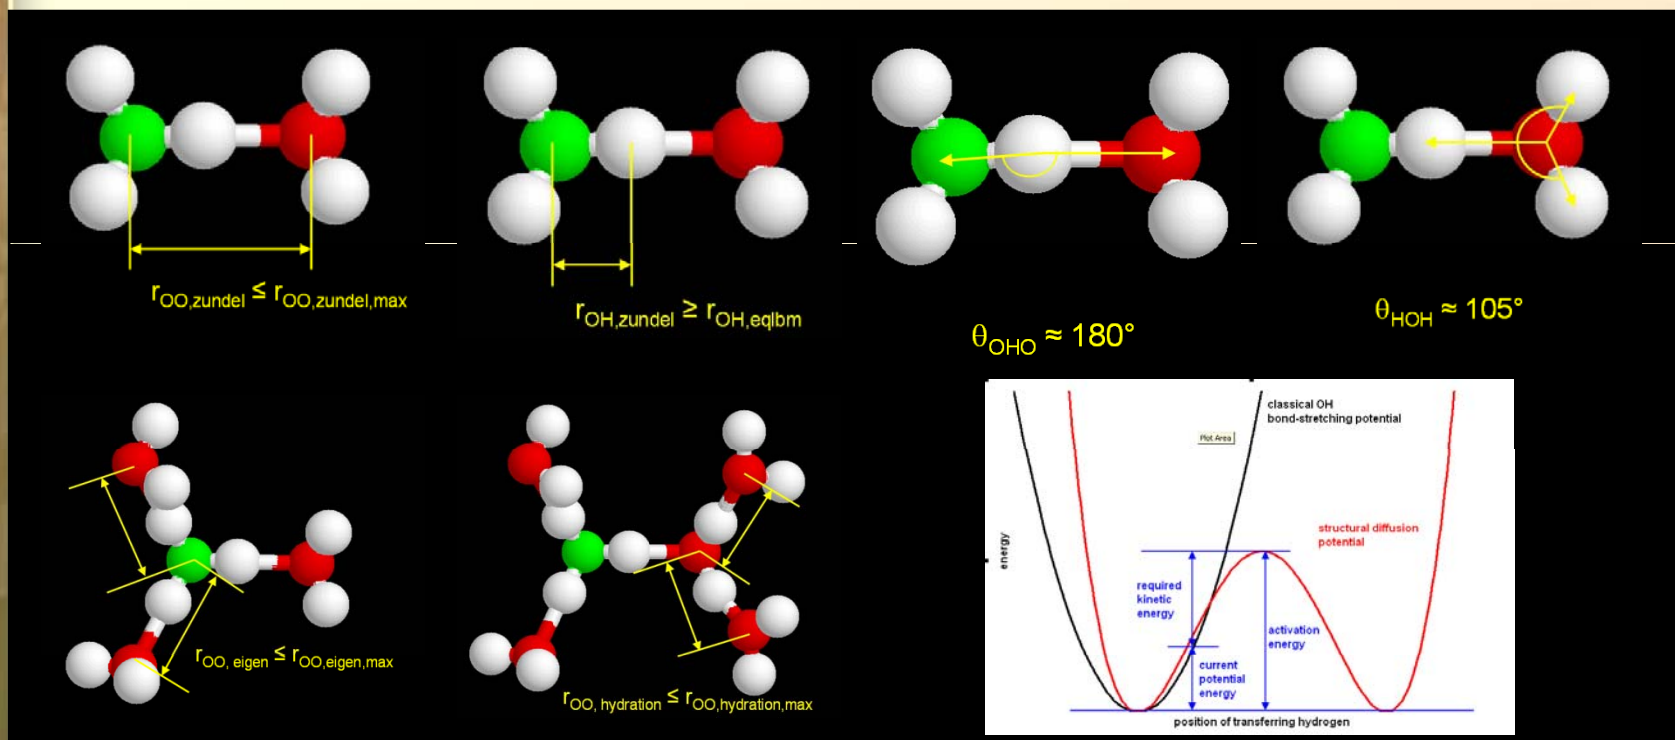 r_OO,zundel ≤ r_OO,zundel,max
r_OH,zundel ≥ r_OH,eqlbm
θ_OHO ≈ 180°
θ_HOH ≈ 105°
r_OO, eigen ≤ r_OO,eigen,max
r_OO, hydration ≤ r_OO,hydration,max
classical OH
bond-stretching potential
Plot Area
structural diffusion
potential
energy
required
kinetic
energy
activation
energy
current
potential
energy
position of transferring hydrogen